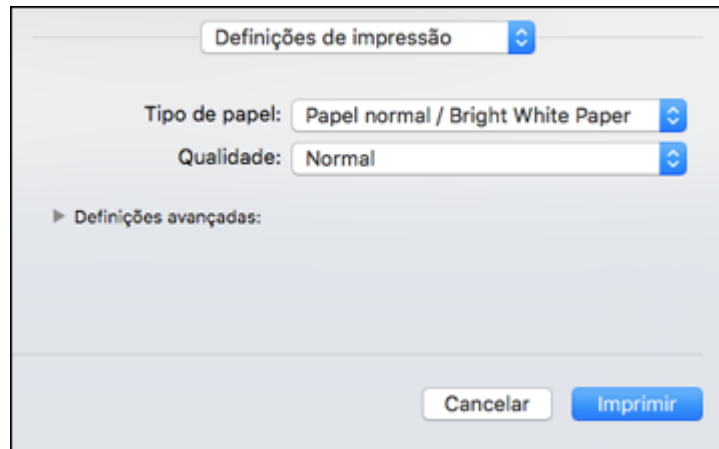 Definições de impressão
Tipo de papel: Papel normal / Bright White Paper
Qualidade: Normal
Definições avançadas:
Cancelar Imprimir